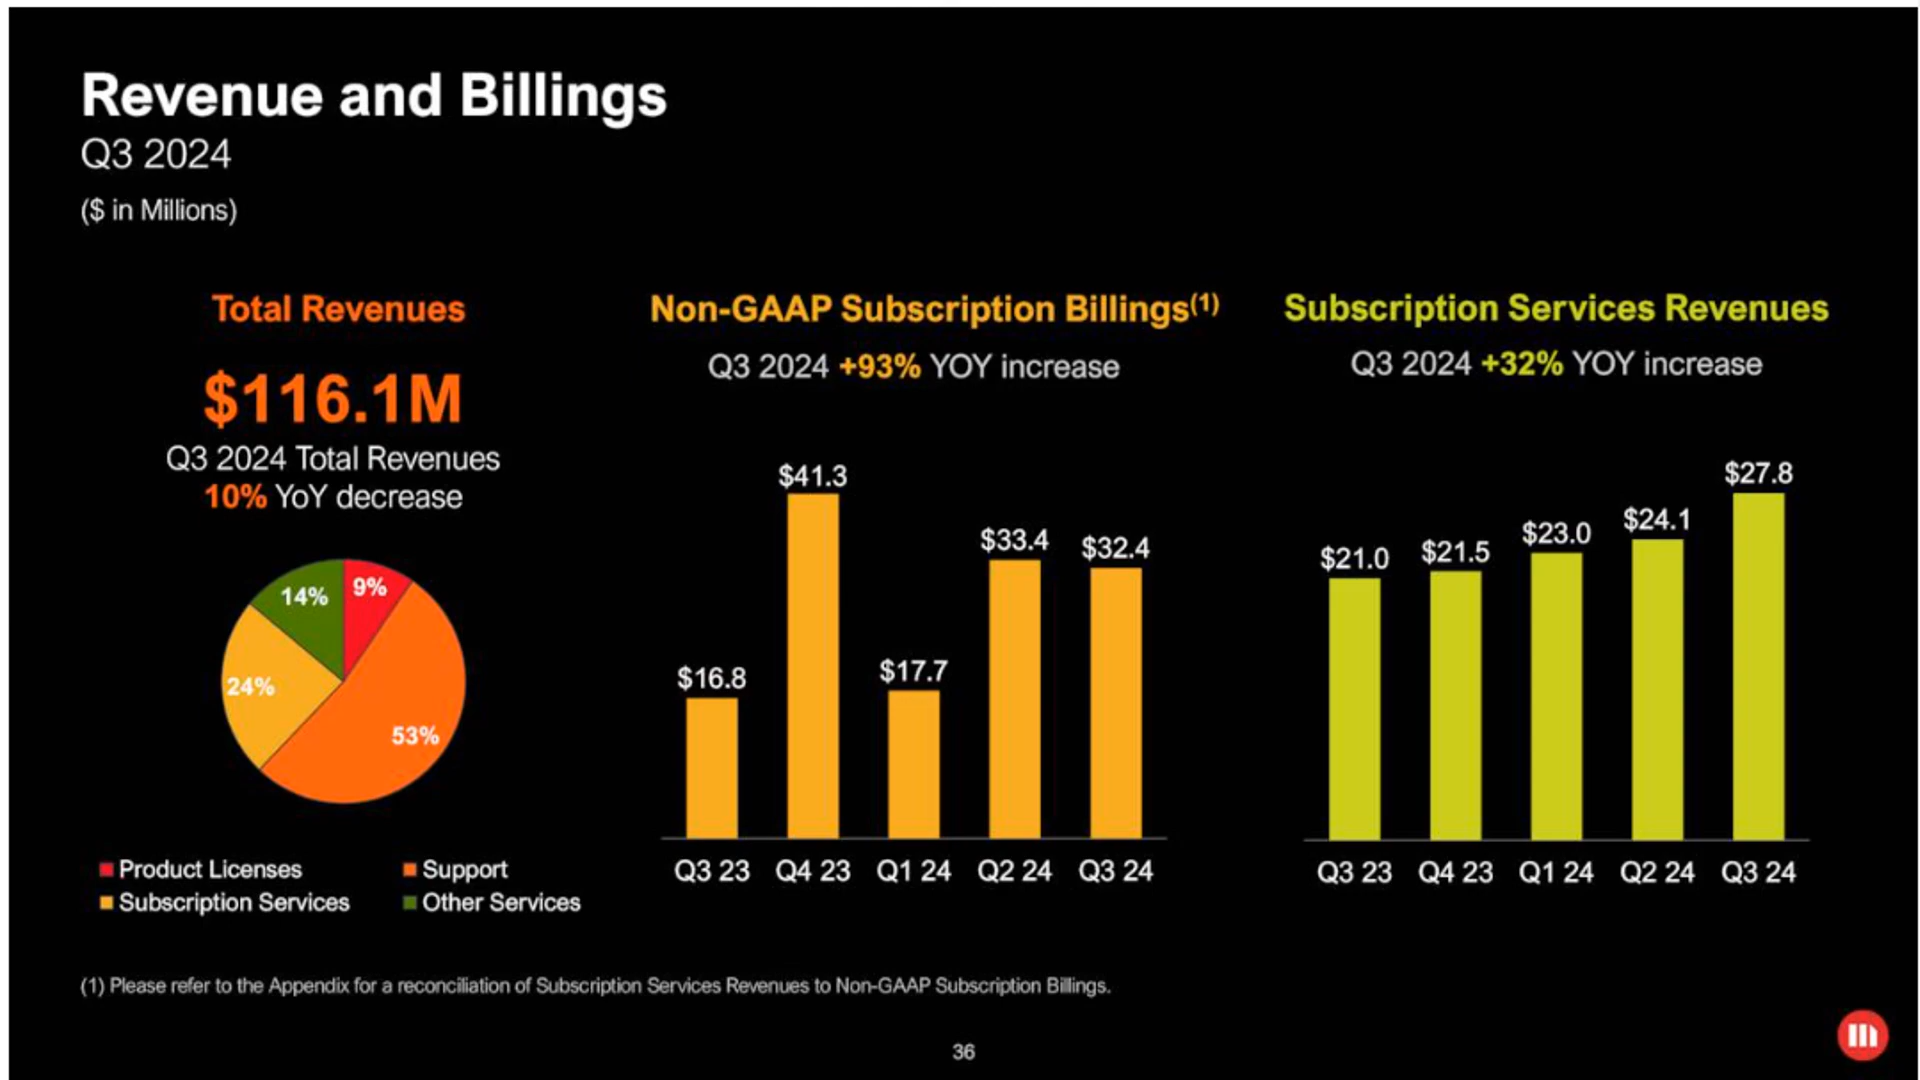 Revenue and Billings
Q3 2024
($ in Millions)
Total Revenues
$116.1M
Q3 2024 Total Revenues
10% YoY decrease
14%
9%
24%
53%
Product Licenses
Support
Subscription Services
Other Services
Non-GAAP Subscription Billings(1)
Q3 2024 +93% YOY increase
$16.8
$41.3
$17.7
$33.4
$32.4
Q3 23 Q4 23 Q1 24 Q2 24 Q3 24
Subscription Services Revenues
Q3 2024 +32% YOY increase
$21.0
$21.5
$23.0
$24.1
$27.8
Q3 23 Q4 23 Q1 24 Q2 24 Q3 24
(1) Please refer to the Appendix for a reconciliation of Subscription Services Revenues to Non-GAAP Subscription Billings.
36